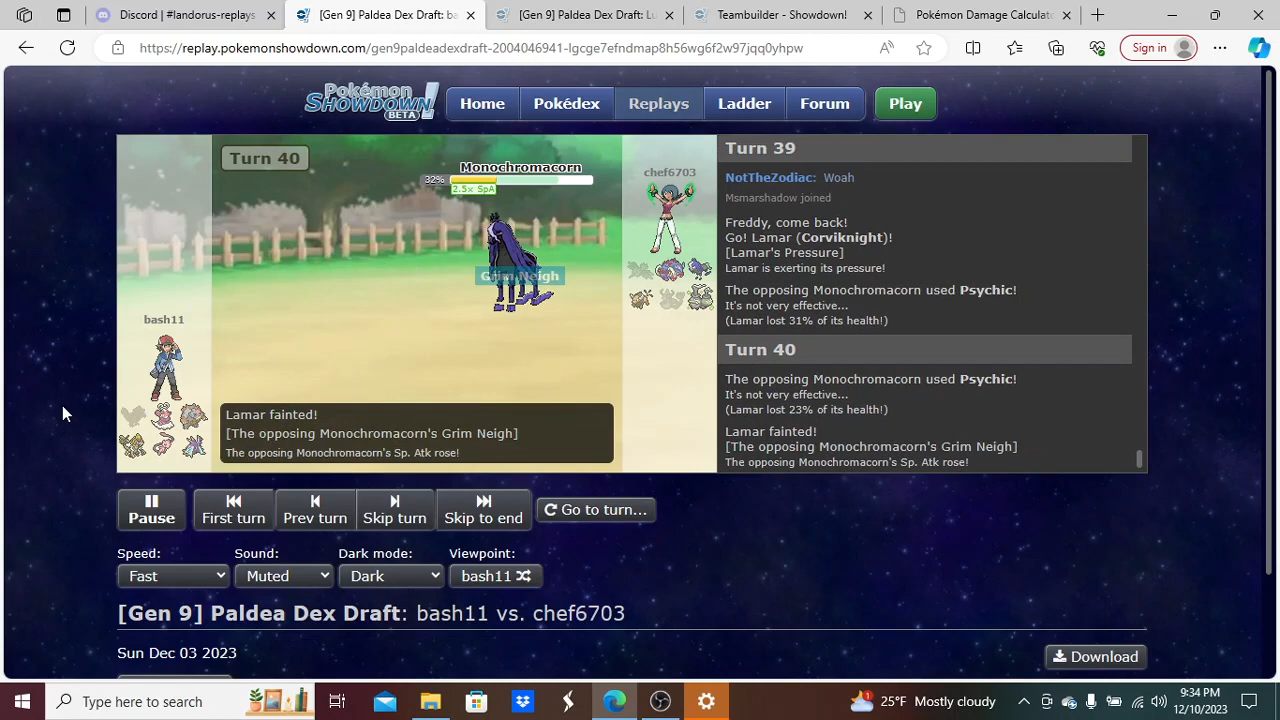 Discord | #landorus-replays
[Gen 9] Paldea Dex Draft: ba
[Gen 9] Paldea Dex Draft: Lu
Teambuilder - Showdown!
Pokémon Damage Calculato
https://replay.pokemonshowdown.com/gen9paldeadexdraft-2004046941-lgcge7efndmap8h56wg6f2w97jqq0yhpw
Sign in
POKéMON SHOWDOWN! BETA
Home
Pokédex
Replays
Ladder
Forum
Play
Turn 40
Monochromacorn
32%
2.5x SpA
Grim Neigh
chef6703
bash11
Lamar fainted!
[The opposing Monochromacorn's Grim Neigh]
The opposing Monochromacorn's Sp. Atk rose!
Turn 39
NotTheZodiac: Woah
Msmarshadow joined
Freddy, come back!
Go! Lamar (Corviknight)!
[Lamar's Pressure]
Lamar is exerting its pressure!
The opposing Monochromacorn used Psychic!
It's not very effective...
(Lamar lost 31% of its health!)
Turn 40
The opposing Monochromacorn used Psychic!
It's not very effective...
(Lamar lost 23% of its health!)
Lamar fainted!
[The opposing Monochromacorn's Grim Neigh]
The opposing Monochromacorn's Sp. Atk rose!
Pause
First turn
Prev turn
Skip turn
Skip to end
Go to turn...
Speed:
Sound:
Dark mode:
Viewpoint:
Fast
Muted
Dark
bash11
[Gen 9] Paldea Dex Draft: bash11 vs. chef6703
Sun Dec 03 2023
Download
Type here to search
25°F Mostly cloudy
9:34 PM
12/10/2023